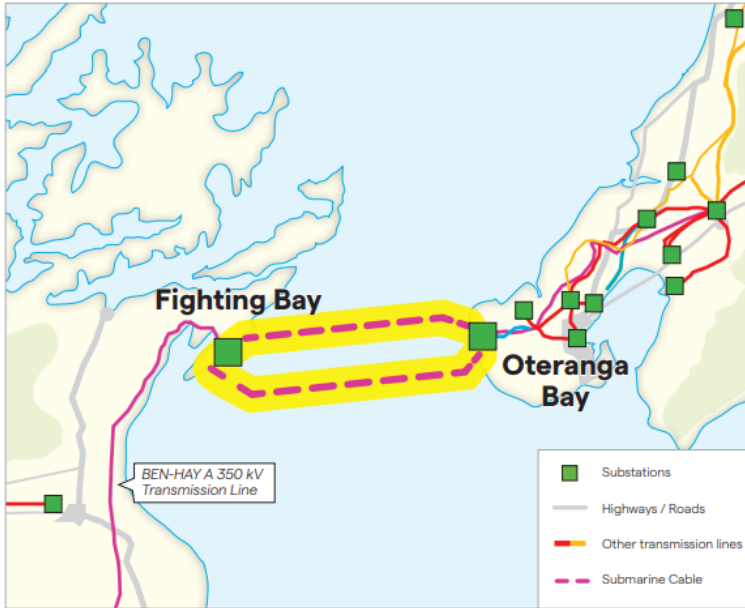 Fighting Bay
Oteranga
Bay
BEN-HAY A 350 kV
Transmission Line
Substations
Highways / Roads
Other transmission lines
Submarine Cable